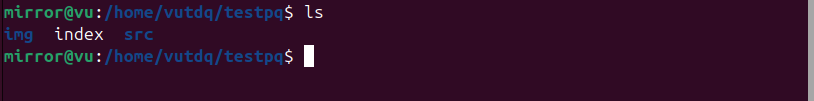 mirror@vu:/home/vutdq/testpq$ ls
img  index  src
mirror@vu:/home/vutdq/testpq$